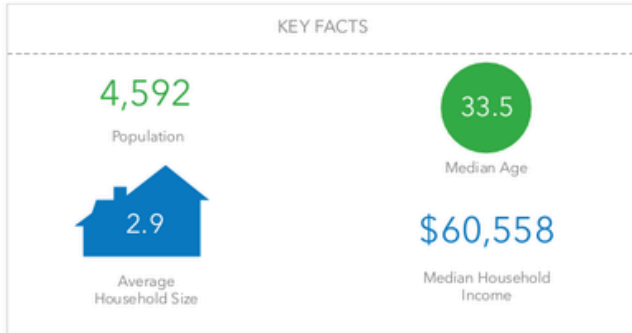 KEY FACTS
4,592
Population
33.5
Median Age
2.9
Average
Household Size
$60,558
Median Household
Income